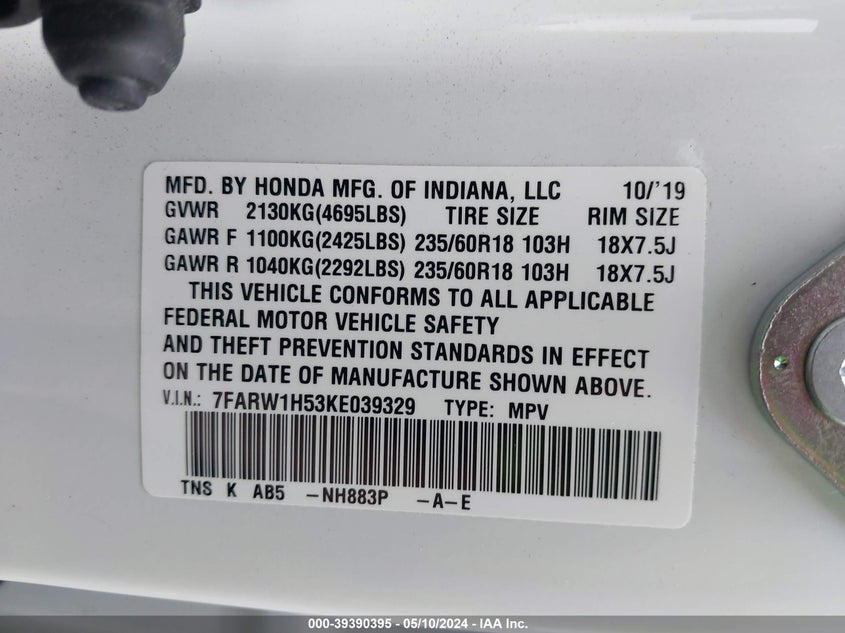 MFD. BY HONDA MFG. OF INDIANA, LLC 10/'19
GVWR 2130KG(4695LBS) TIRE SIZE RIM SIZE
GAWR F 1100KG(2425LBS) 235/60R18 103H 18X7.5J
GAWR R 1040KG(2292LBS) 235/60R18 103H 18X7.5J
THIS VEHICLE CONFORMS TO ALL APPLICABLE
FEDERAL MOTOR VEHICLE SAFETY
AND THEFT PREVENTION STANDARDS IN EFFECT
ON THE DATE OF MANUFACTURE SHOWN ABOVE.
V.I.N.: 7FARW1H53KE039329 TYPE: MPV
TNS K AB5 -NH883P -A-E
000-39390395 - 05/10/2024 - IAA Inc.